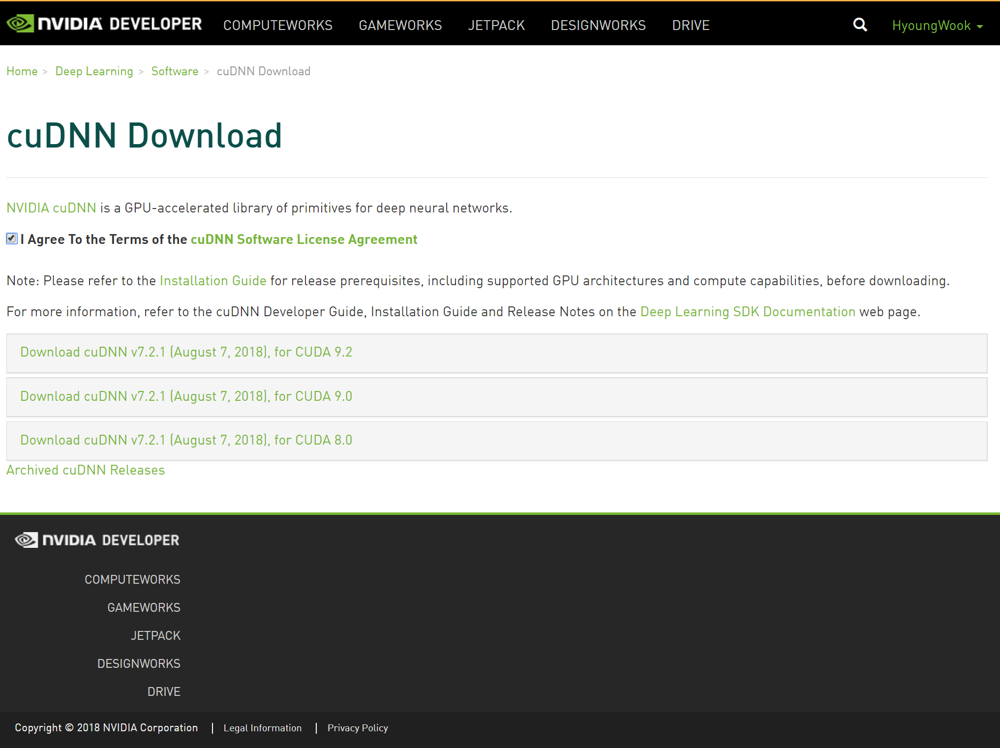 NVIDIA DEVELOPER COMPUTEWORKS GAMEWORKS JETPACK DESIGNWORKS DRIVE HyoungWook
Home > Deep Learning > Software > cuDNN Download
cuDNN Download
NVIDIA cuDNN is a GPU-accelerated library of primitives for deep neural networks.
I Agree To the Terms of the cuDNN Software License Agreement
Note: Please refer to the Installation Guide for release prerequisites, including supported GPU architectures and compute capabilities, before downloading.
For more information, refer to the cuDNN Developer Guide, Installation Guide and Release Notes on the Deep Learning SDK Documentation web page.
Download cuDNN v7.2.1 (August 7, 2018), for CUDA 9.2
Download cuDNN v7.2.1 (August 7, 2018), for CUDA 9.0
Download cuDNN v7.2.1 (August 7, 2018), for CUDA 8.0
Archived cuDNN Releases
NVIDIA DEVELOPER
COMPUTEWORKS
GAMEWORKS
JETPACK
DESIGNWORKS
DRIVE
Copyright © 2018 NVIDIA Corporation | Legal Information | Privacy Policy